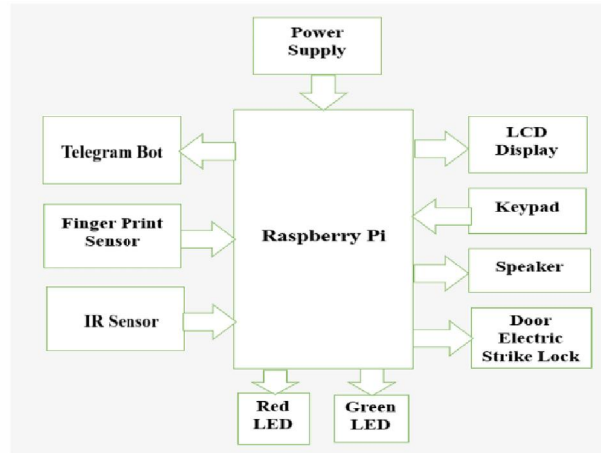 Power
Supply
Telegram Bot
LCD
Display
Finger Print
Sensor
Keypad
Raspberry Pi
Speaker
IR Sensor
Door
Electric
Strike Lock
Red
LED
Green
LED